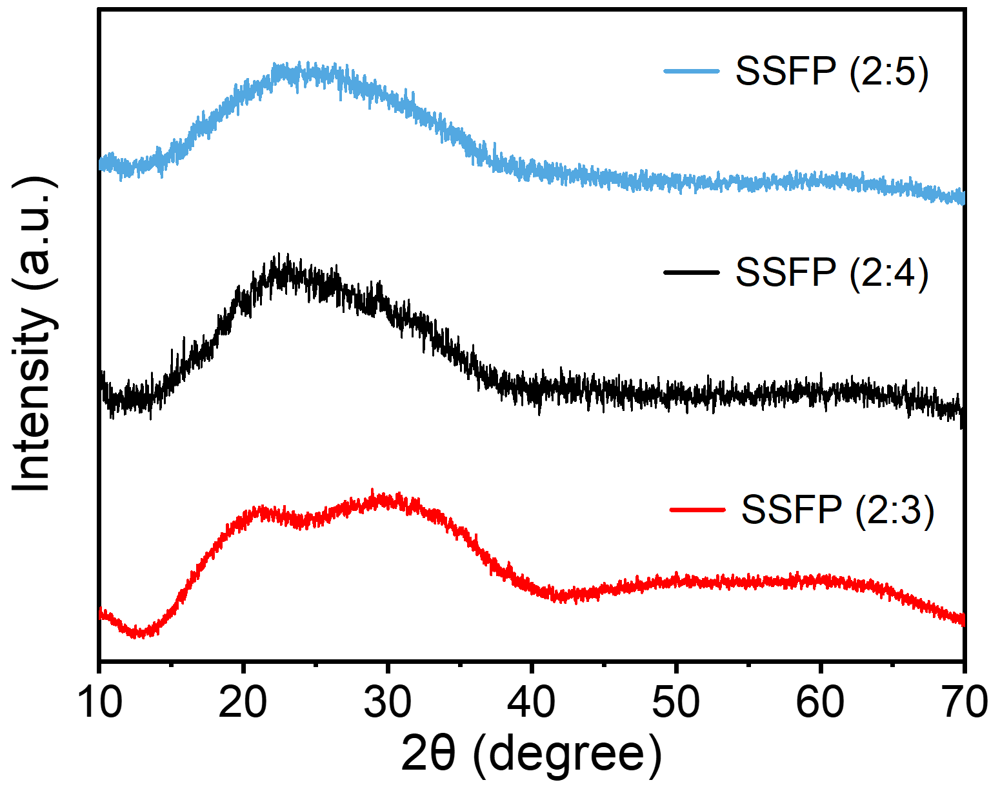 SSFP (2:5)
SSFP (2:4)
SSFP (2:3)
Intensity (a.u.)
10 20 30 40 50 60 70
2θ (degree)